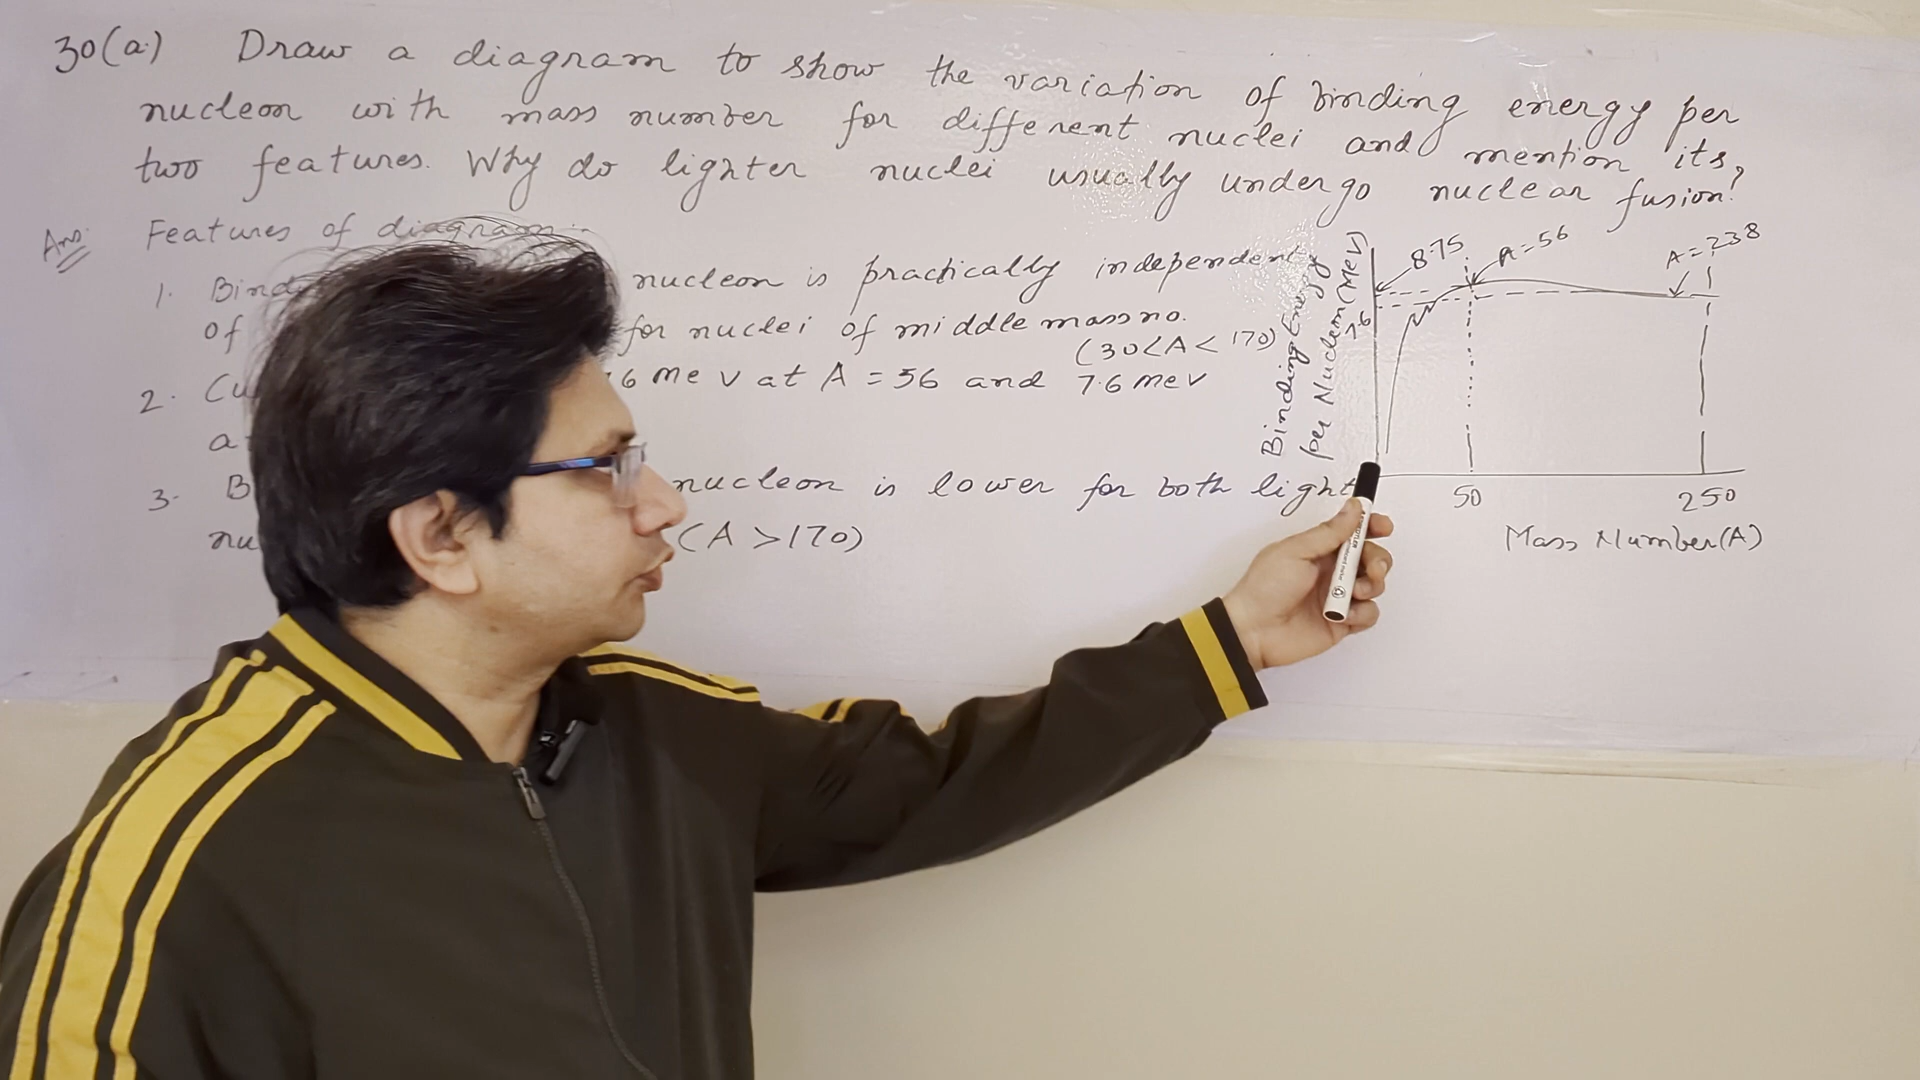 30(a) Draw a diagram to show the variation of binding energy per
nucleon with mass number for different nuclei and mention its
two features. Why do lighter nuclei usually undergo nuclear fusion?
Ans. Features of diagram:-
1. nucleon is practically independent
of for nuclei of middle mass no.
(30<A<170)
2. 6 MeV at A = 56 and 7.6 MeV
a
3. B nucleon is lower for both light
nu (A >170)
Binding Energy
per Nucleon (MeV)
8.75
A=56
A=238
7.6
50
250
Mass Number(A)